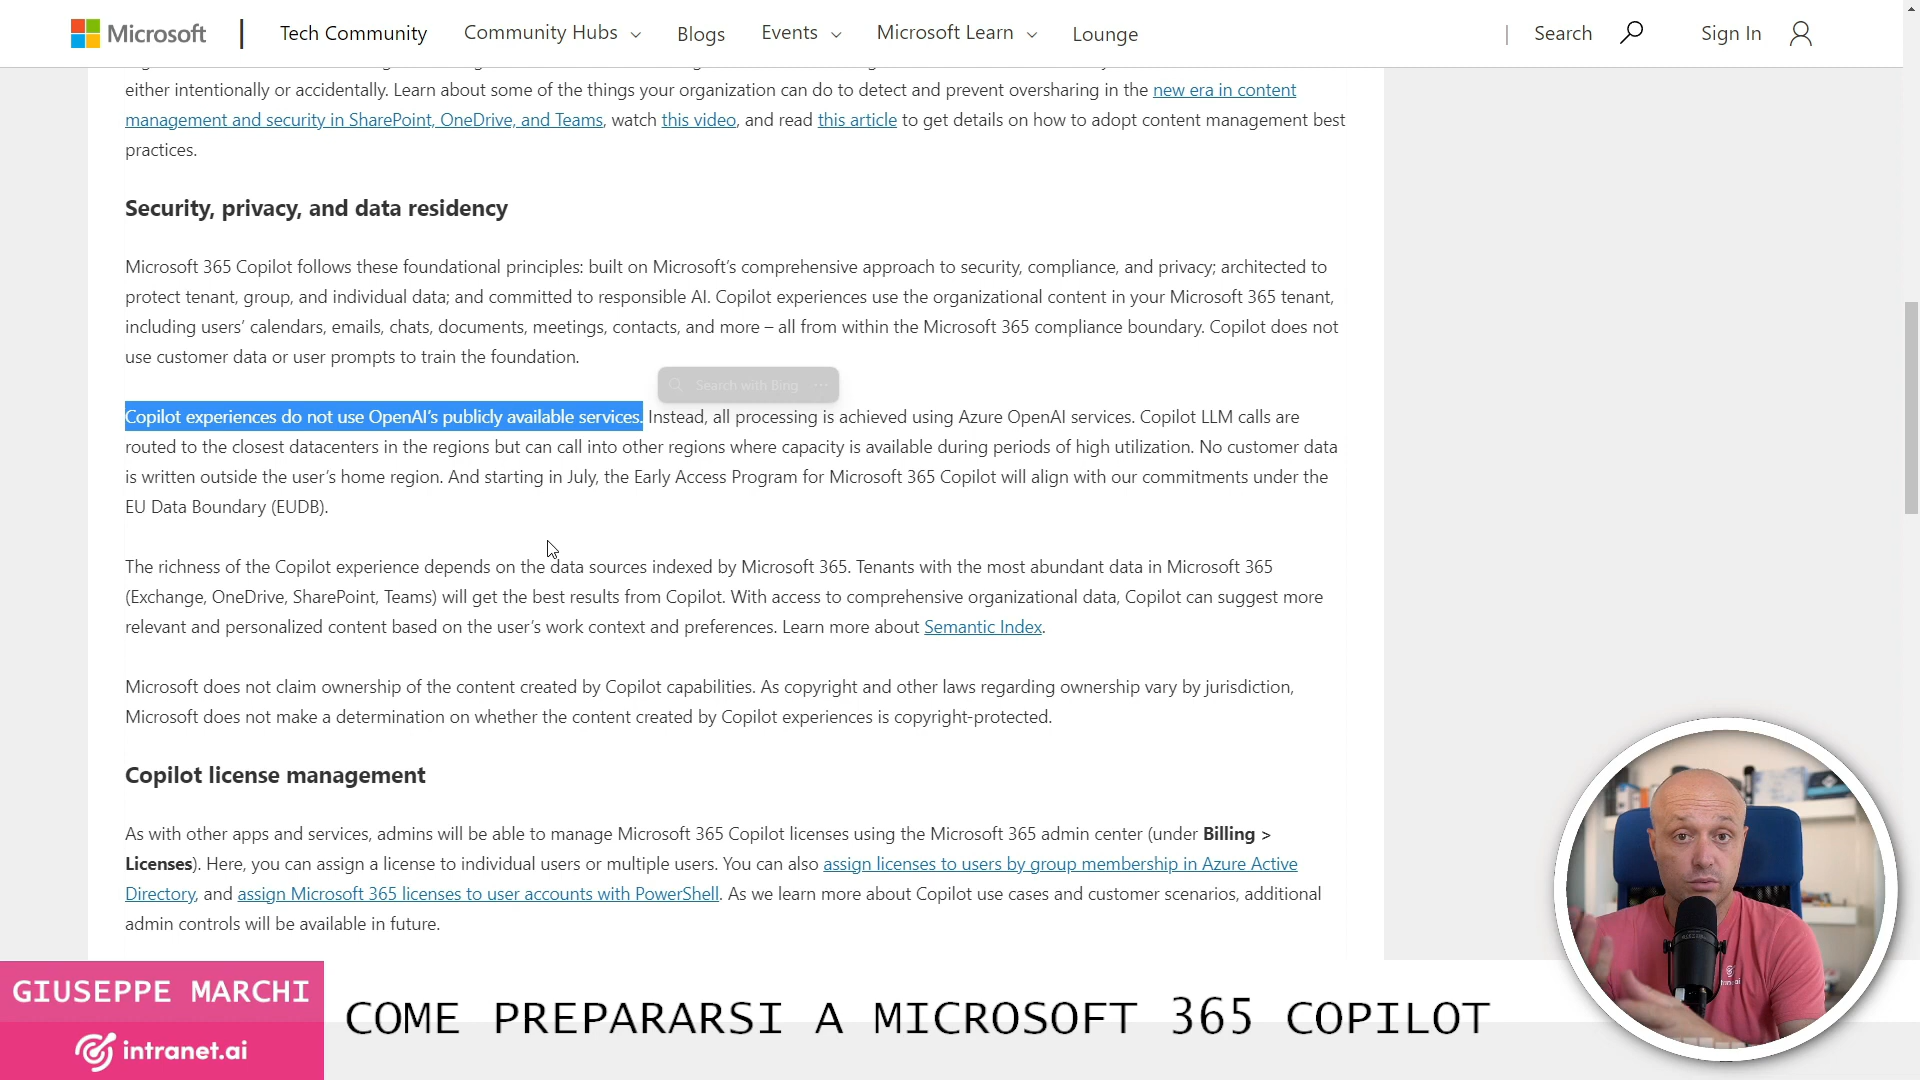 Microsoft | Tech Community Community Hubs Blogs Events Microsoft Learn Lounge | Search Sign In
either intentionally or accidentally. Learn about some of the things your organization can do to detect and prevent oversharing in the new era in content
management and security in SharePoint, OneDrive, and Teams, watch this video, and read this article to get details on how to adopt content management best
practices.
Security, privacy, and data residency
Microsoft 365 Copilot follows these foundational principles: built on Microsoft’s comprehensive approach to security, compliance, and privacy; architected to
protect tenant, group, and individual data; and committed to responsible AI. Copilot experiences use the organizational content in your Microsoft 365 tenant,
including users’ calendars, emails, chats, documents, meetings, contacts, and more – all from within the Microsoft 365 compliance boundary. Copilot does not
use customer data or user prompts to train the foundation.
Search with Bing ···
Copilot experiences do not use OpenAI’s publicly available services. Instead, all processing is achieved using Azure OpenAI services. Copilot LLM calls are
routed to the closest datacenters in the regions but can call into other regions where capacity is available during periods of high utilization. No customer data
is written outside the user’s home region. And starting in July, the Early Access Program for Microsoft 365 Copilot will align with our commitments under the
EU Data Boundary (EUDB).
The richness of the Copilot experience depends on the data sources indexed by Microsoft 365. Tenants with the most abundant data in Microsoft 365
(Exchange, OneDrive, SharePoint, Teams) will get the best results from Copilot. With access to comprehensive organizational data, Copilot can suggest more
relevant and personalized content based on the user’s work context and preferences. Learn more about Semantic Index.
Microsoft does not claim ownership of the content created by Copilot capabilities. As copyright and other laws regarding ownership vary by jurisdiction,
Microsoft does not make a determination on whether the content created by Copilot experiences is copyright-protected.
Copilot license management
As with other apps and services, admins will be able to manage Microsoft 365 Copilot licenses using the Microsoft 365 admin center (under Billing >
Licenses). Here, you can assign a license to individual users or multiple users. You can also assign licenses to users by group membership in Azure Active
Directory, and assign Microsoft 365 licenses to user accounts with PowerShell. As we learn more about Copilot use cases and customer scenarios, additional
admin controls will be available in future.
GIUSEPPE MARCHI
intranet.ai
COME PREPARARSI A MICROSOFT 365 COPILOT